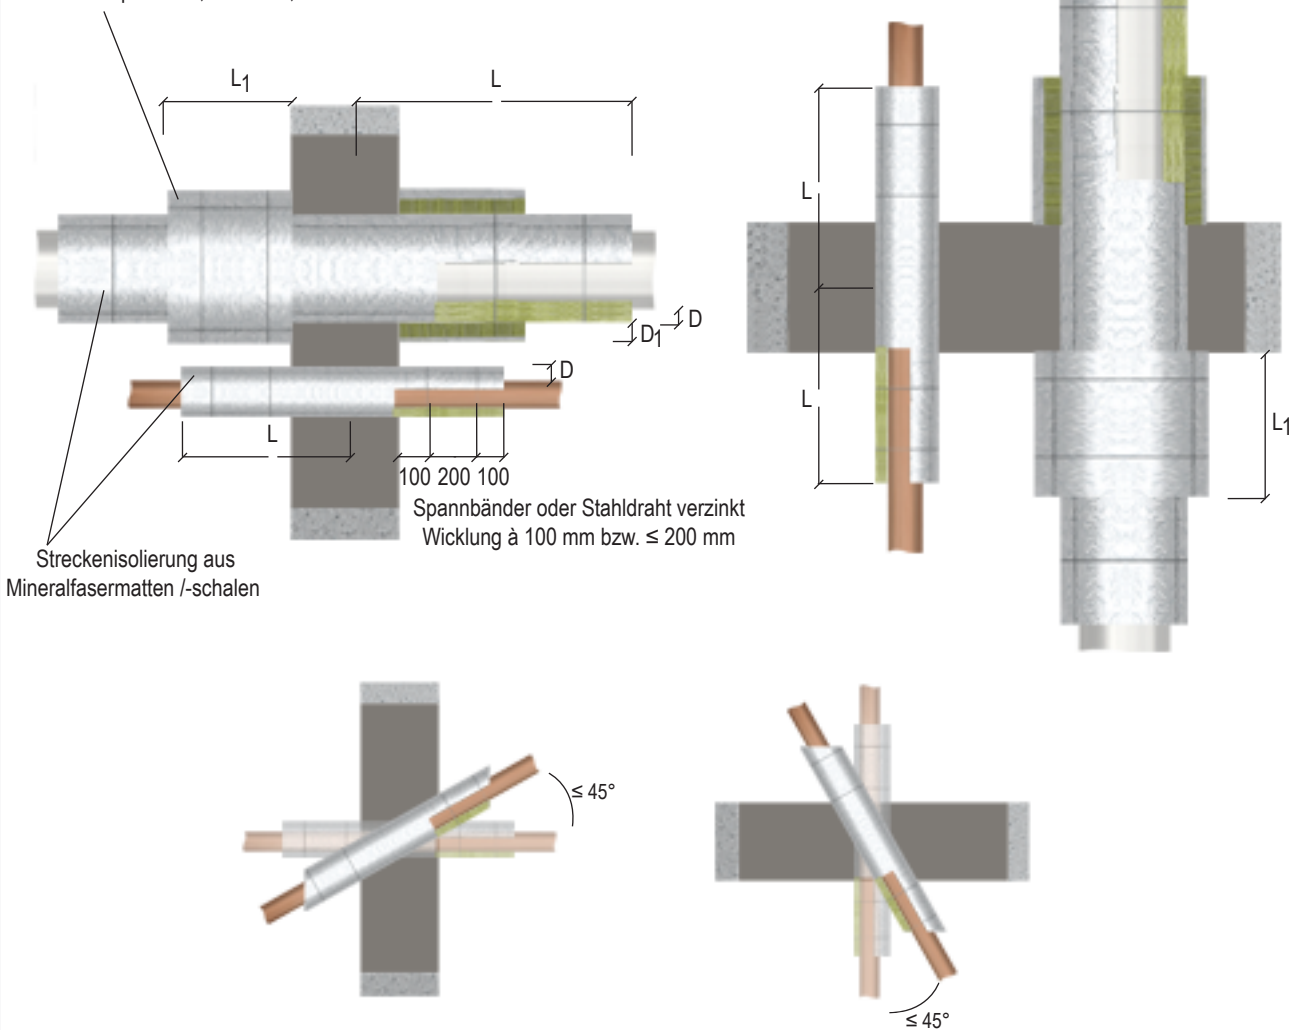 L1
L
L
D1
D
D
L
L
L1
100 200 100
Spannbänder oder Stahldraht verzinkt
Wicklung à 100 mm bzw. ≤ 200 mm
Streckenisolierung aus
Mineralfasermatten /-schalen
≤ 45°
≤ 45°